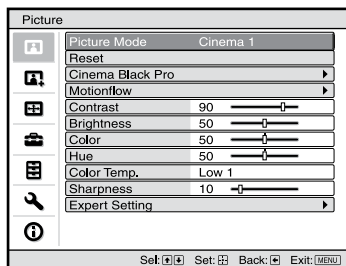 Picture
Picture Mode Cinema 1
Reset
Cinema Black Pro
Motionflow
Contrast 90
Brightness 50
Color 50
Hue 50
Color Temp. Low 1
Sharpness 10
Expert Setting
Sel: Set: Back: Exit: MENU